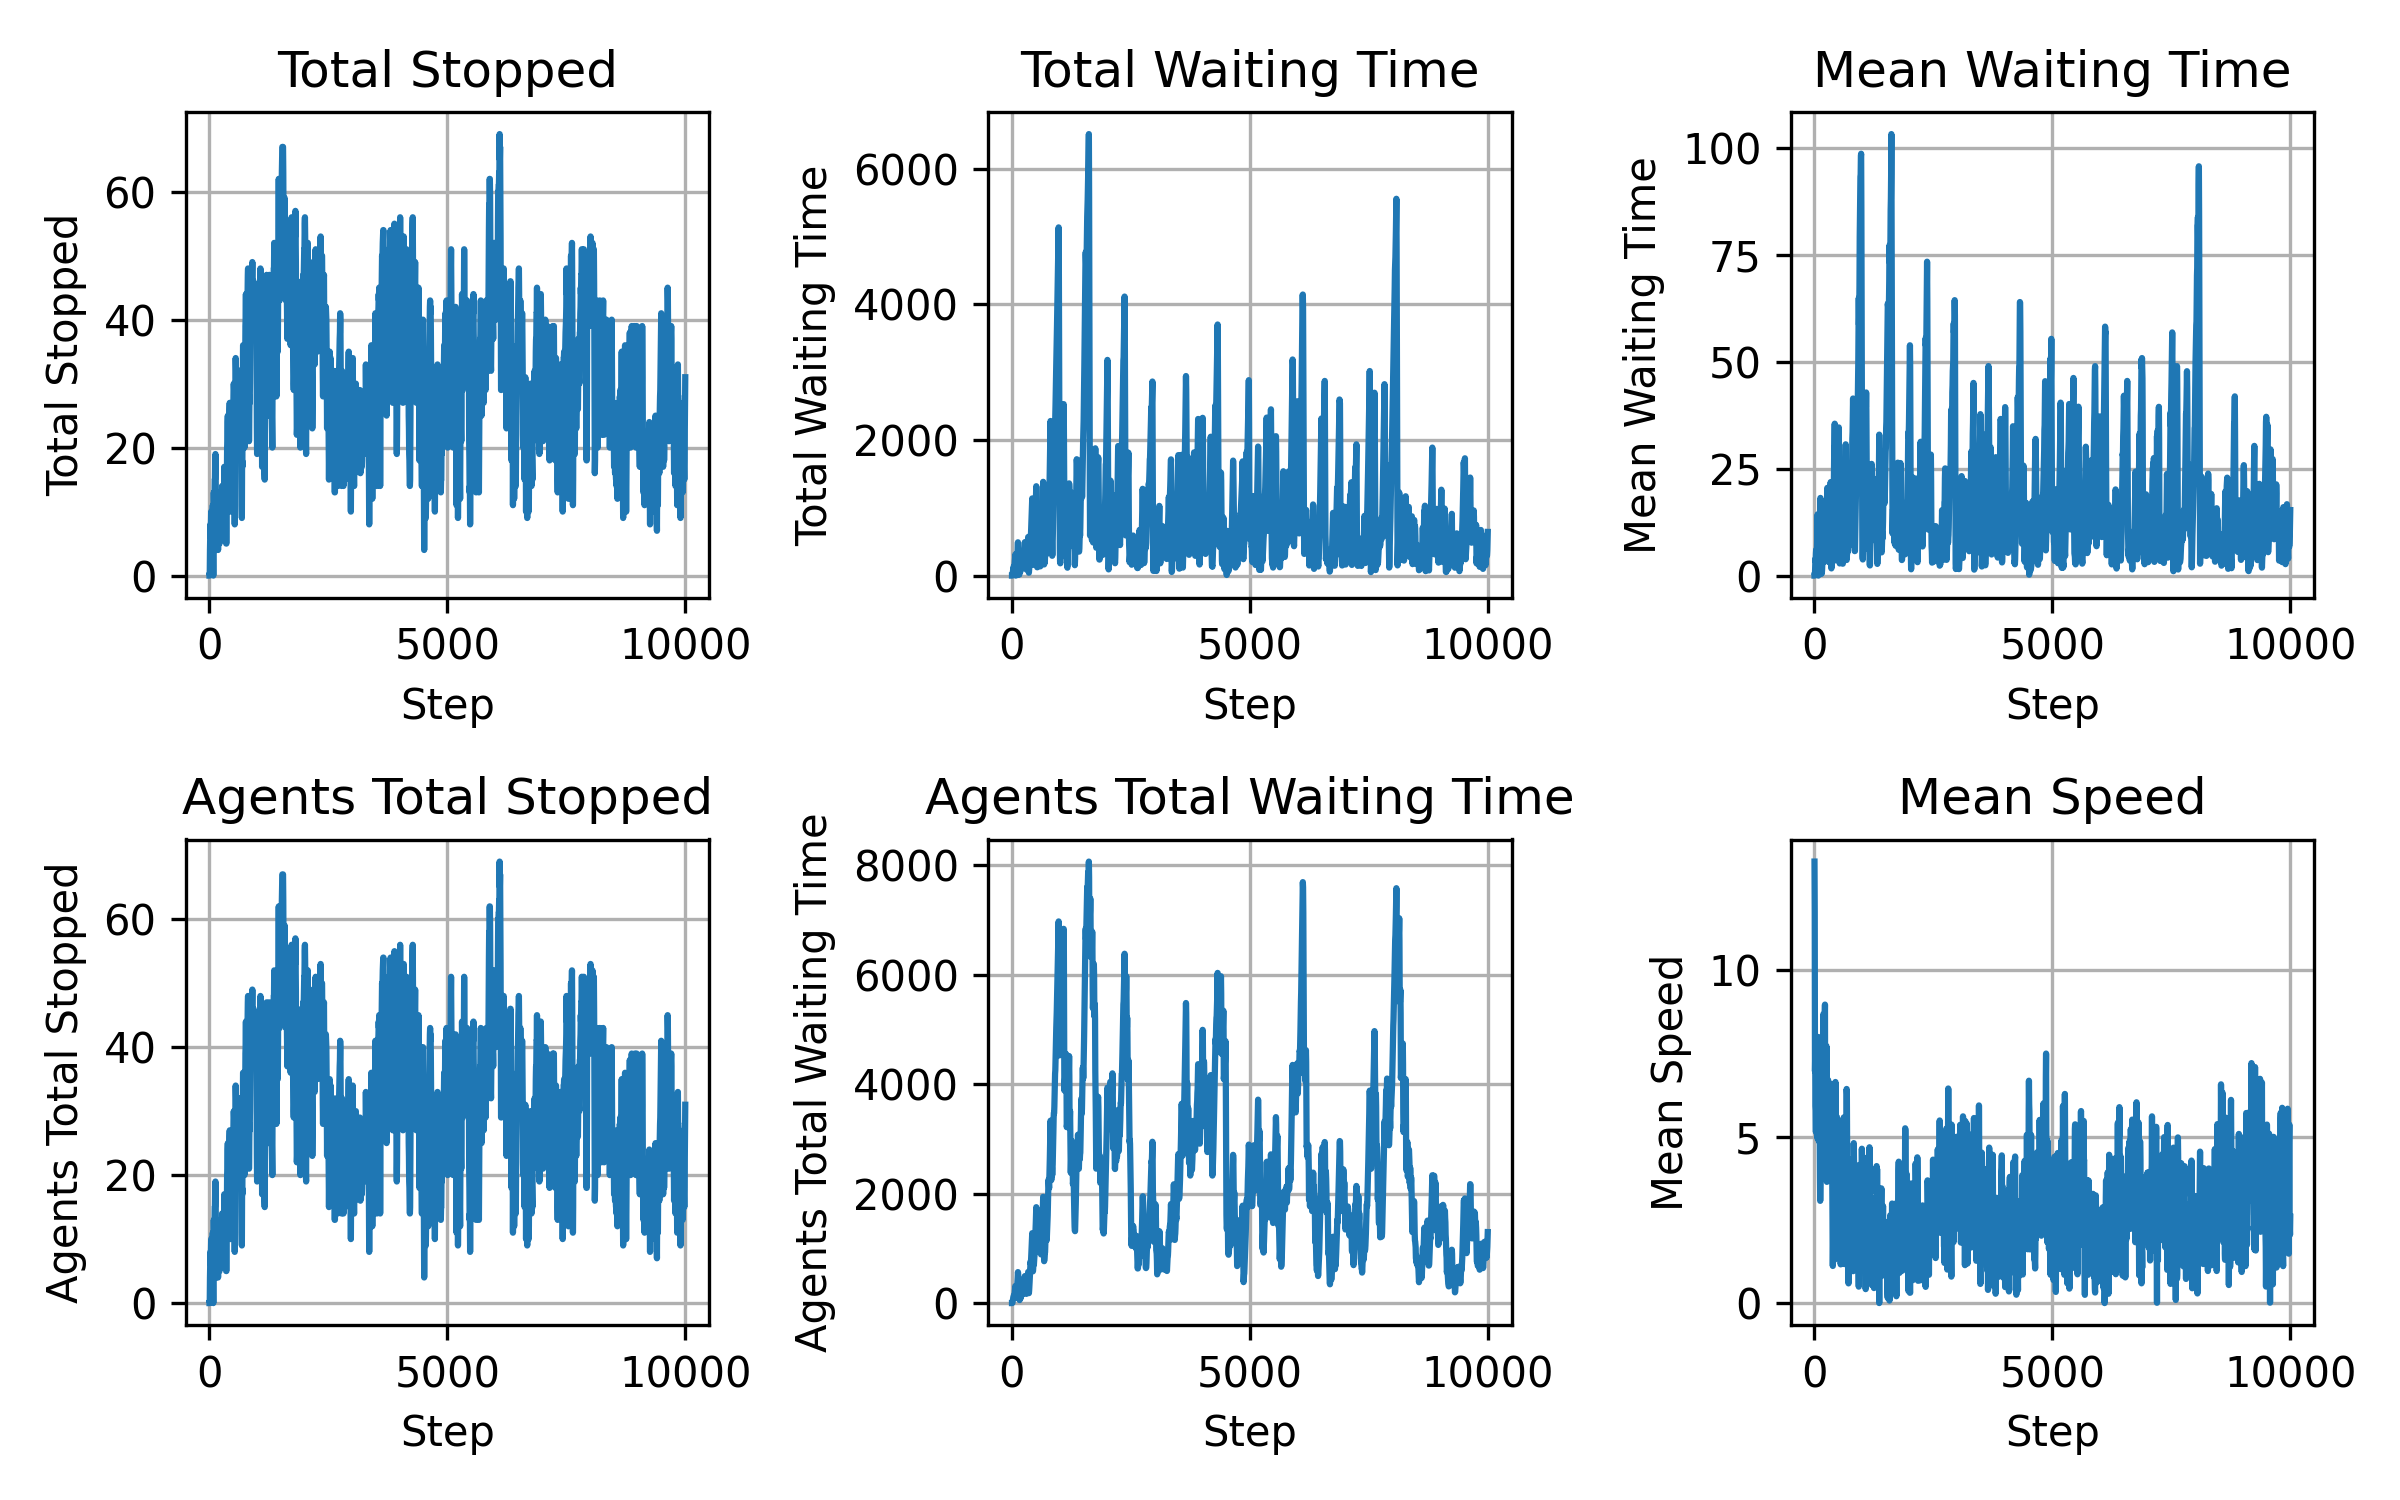 Total Stopped
Total Stopped
60
40
20
0
0 5000 10000
Step
Total Waiting Time
Total Waiting Time
6000
4000
2000
0
0 5000 10000
Step
Mean Waiting Time
Mean Waiting Time
100
75
50
25
0
0 5000 10000
Step
Agents Total Stopped
Agents Total Stopped
60
40
20
0
0 5000 10000
Step
Agents Total Waiting Time
Agents Total Waiting Time
8000
6000
4000
2000
0
0 5000 10000
Step
Mean Speed
Mean Speed
10
5
0
0 5000 10000
Step